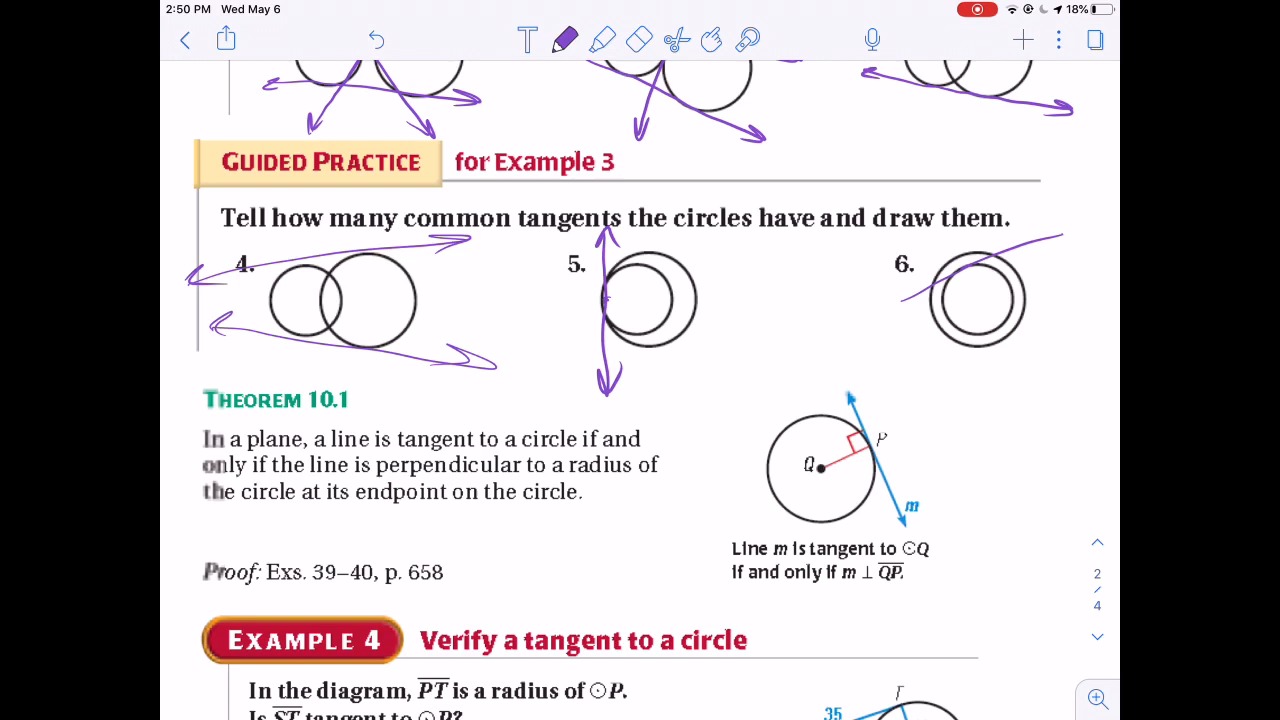 2:50 PM Wed May 6
18%
T
GUIDED PRACTICE for Example 3
Tell how many common tangents the circles have and draw them.
4.
5.
6.
THEOREM 10.1
In a plane, a line is tangent to a circle if and
only if the line is perpendicular to a radius of
the circle at its endpoint on the circle.
Proof: Exs. 39–40, p. 658
Q
P
m
Line m is tangent to ⊙Q
if and only if m ⊥ Q̅P̅.
2
/
4
EXAMPLE 4 Verify a tangent to a circle
In the diagram, P̅T̅ is a radius of ⊙P.
Is S̅T̅ tangent to ⊙P?
T
35